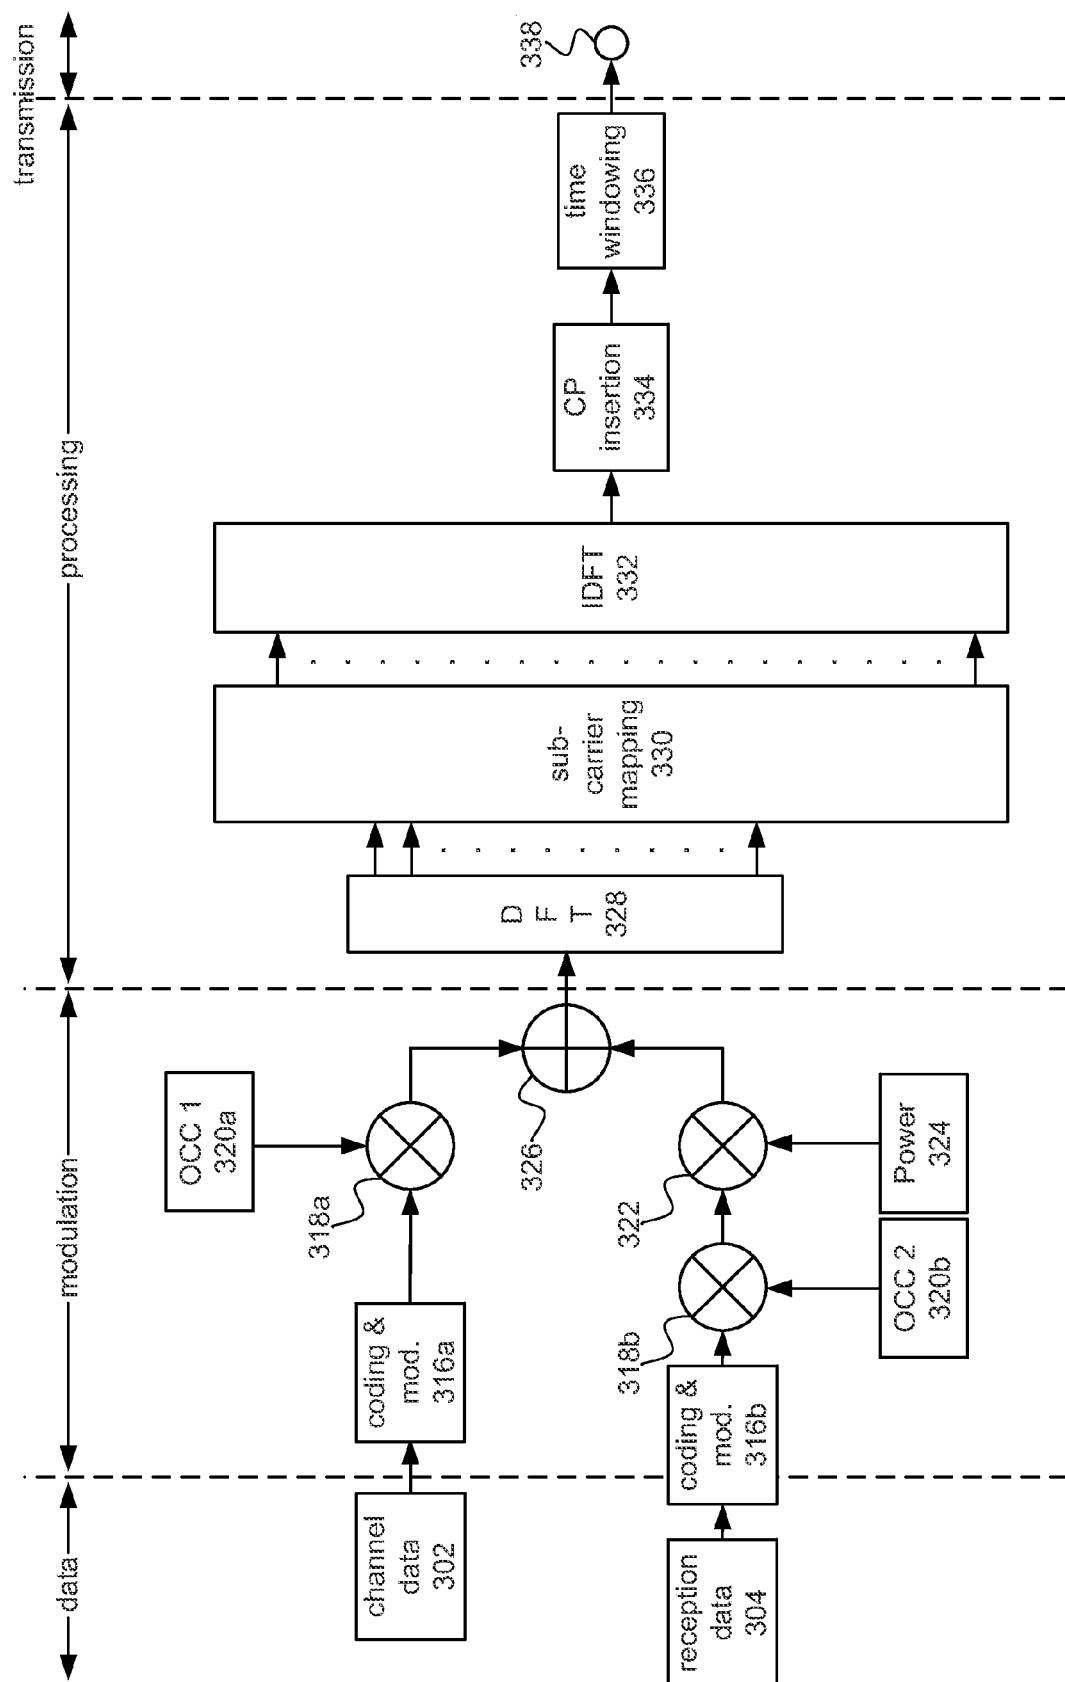 data
modulation
processing
transmission
channel
data
302
reception
data
304
coding &
mod.
316a
coding &
mod.
316b
318a
318b
OCC 1
320a
OCC 2
320b
322
Power
324
326
D
F
T
328
sub-
carrier
mapping
330
IDFT
332
CP
insertion
334
time
windowing
336
338